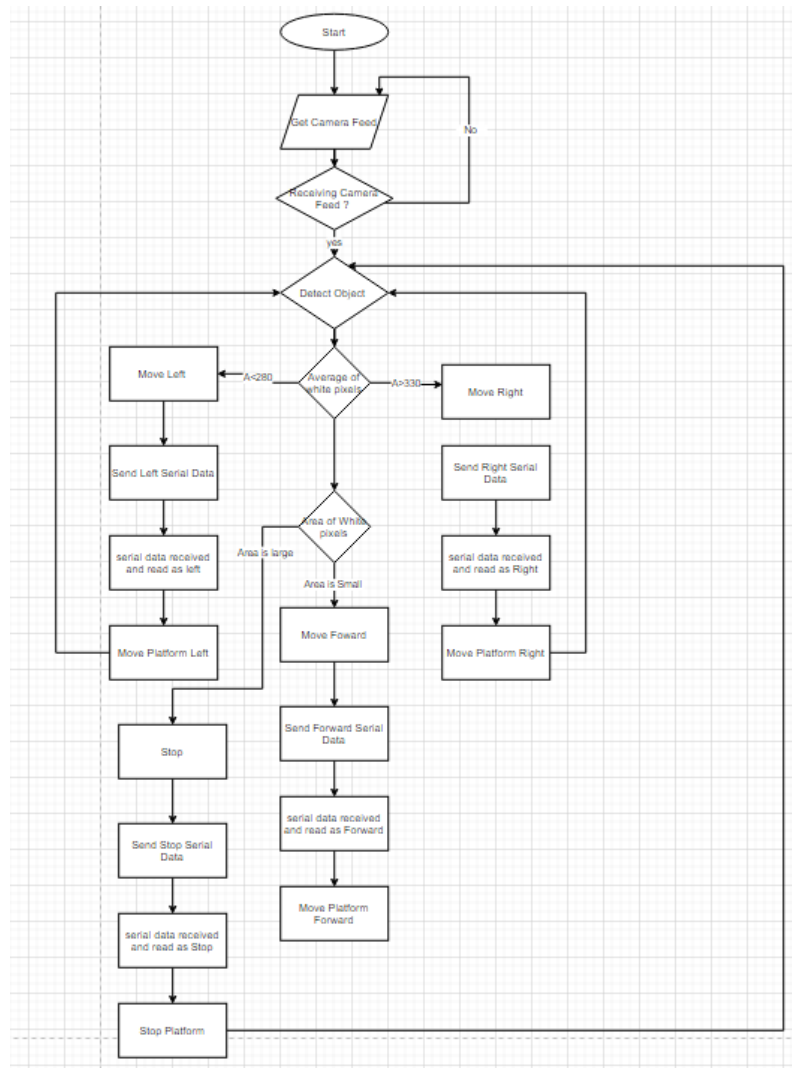 Start
Get Camera Feed
No
Receiving Camera
Feed ?
yes
Detect Object
Move Left
A<280
Average of
white pixels
A>330
Move Right
Send Left Serial Data
Send Right Serial
Data
Area of White
pixels
serial data received
and read as left
Area is large
serial data received
and read as Right
Area is Small
Move Platform Left
Move Foward
Move Platform Right
Stop
Send Forward Serial
Data
Send Stop Serial
Data
serial data received
and read as Forward
serial data received
and read as Stop
Move Platform
Forward
Stop Platform